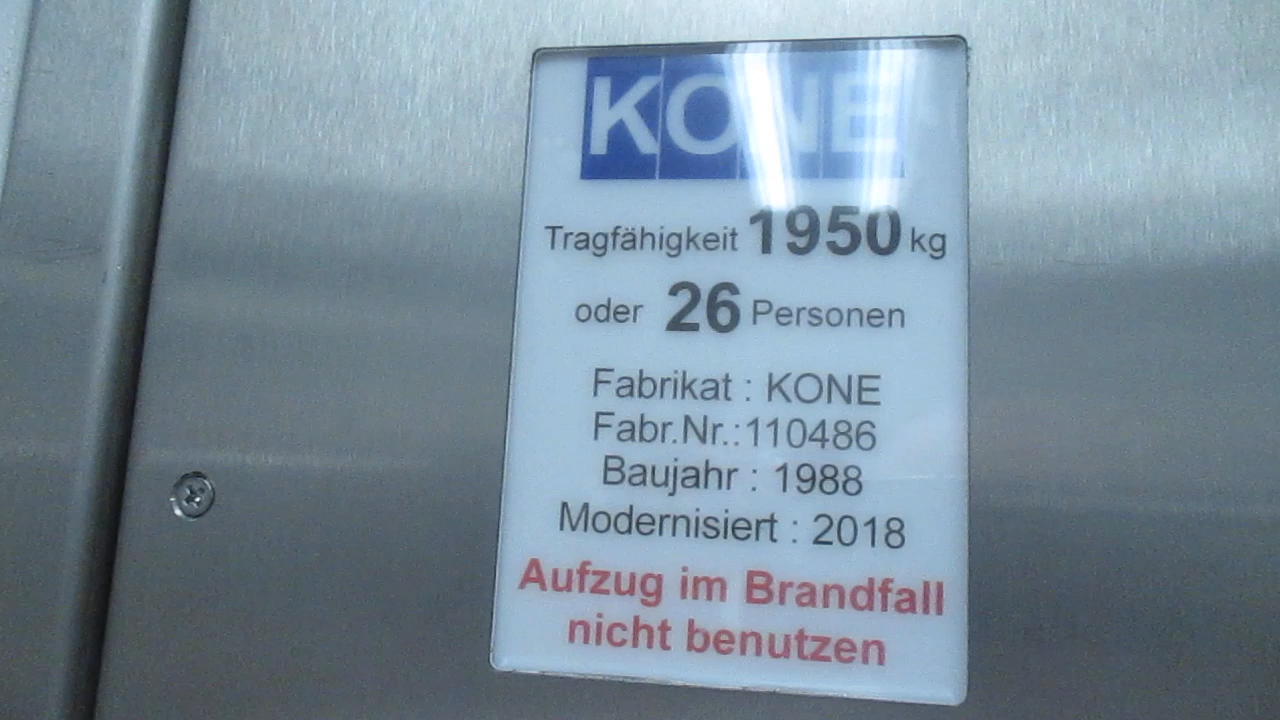 KONE
Tragfähigkeit 1950 kg
oder 26 Personen
Fabrikat : KONE
Fabr.Nr.:110486
Baujahr : 1988
Modernisiert : 2018
Aufzug im Brandfall
nicht benutzen